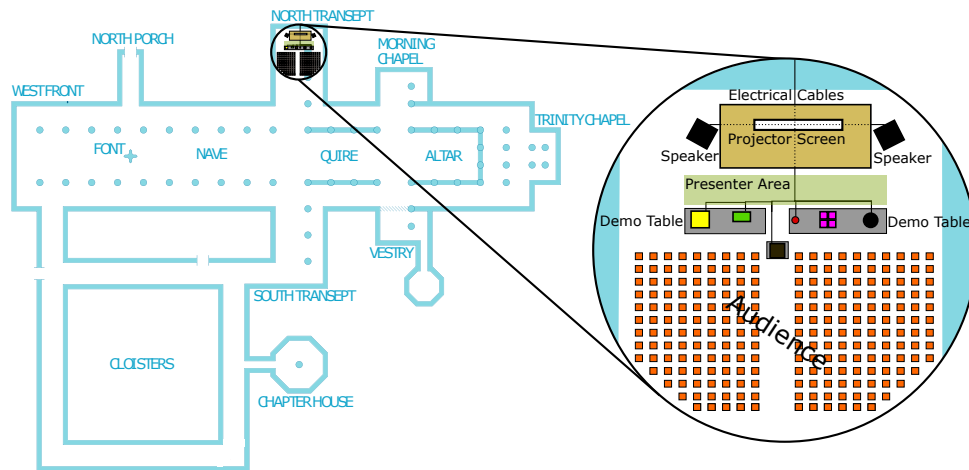 NORTH TRANSEPT
NORTH PORCH
MORNING
CHAPEL
WEST FRONT
TRINITY CHAPEL
FONT
NAVE
QUIRE
ALTAR
VESTRY
SOUTH TRANSEPT
CLOISTERS
CHAPTER HOUSE
Electrical Cables
Projector Screen
Speaker
Speaker
Presenter Area
Demo Table
Demo Table
Audience